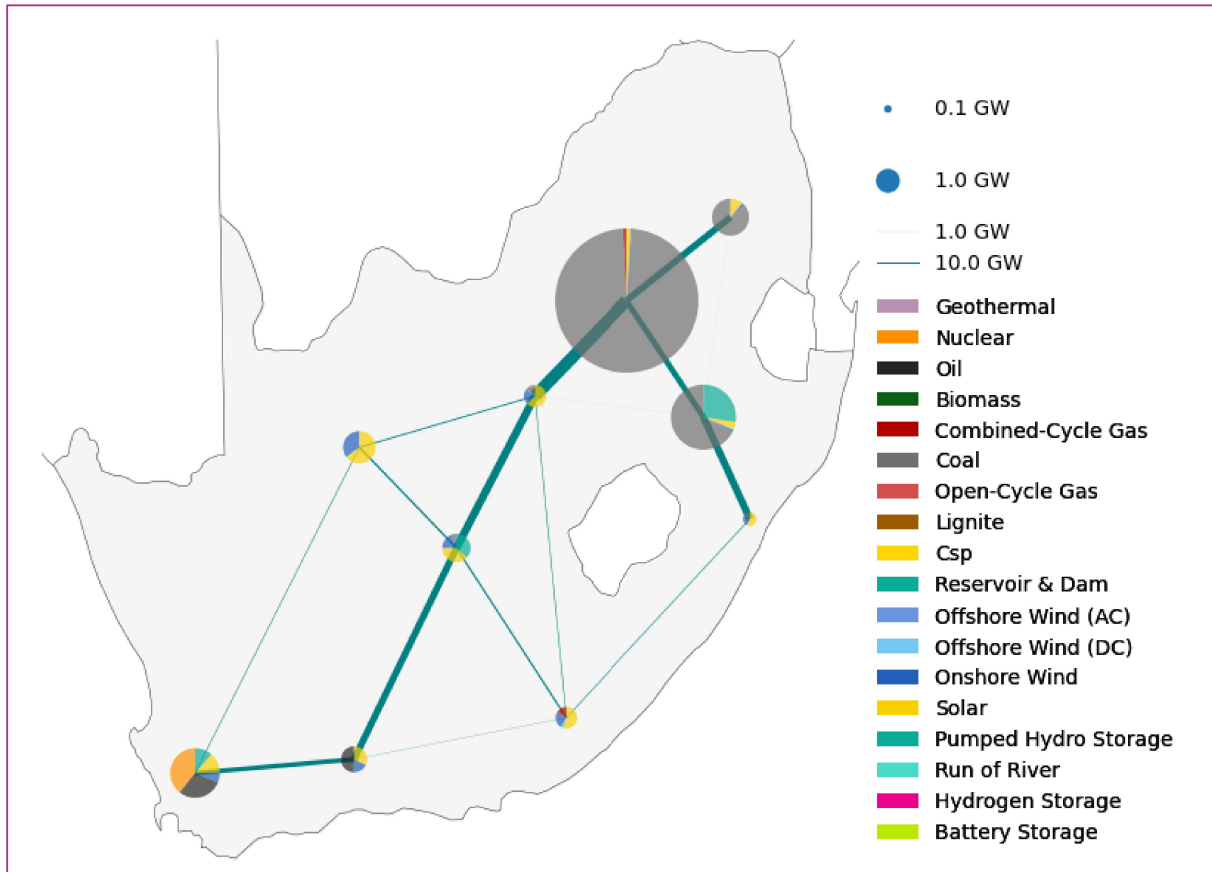 0.1 GW
1.0 GW
1.0 GW
10.0 GW
Geothermal
Nuclear
Oil
Biomass
Combined-Cycle Gas
Coal
Open-Cycle Gas
Lignite
Csp
Reservoir & Dam
Offshore Wind (AC)
Offshore Wind (DC)
Onshore Wind
Solar
Pumped Hydro Storage
Run of River
Hydrogen Storage
Battery Storage